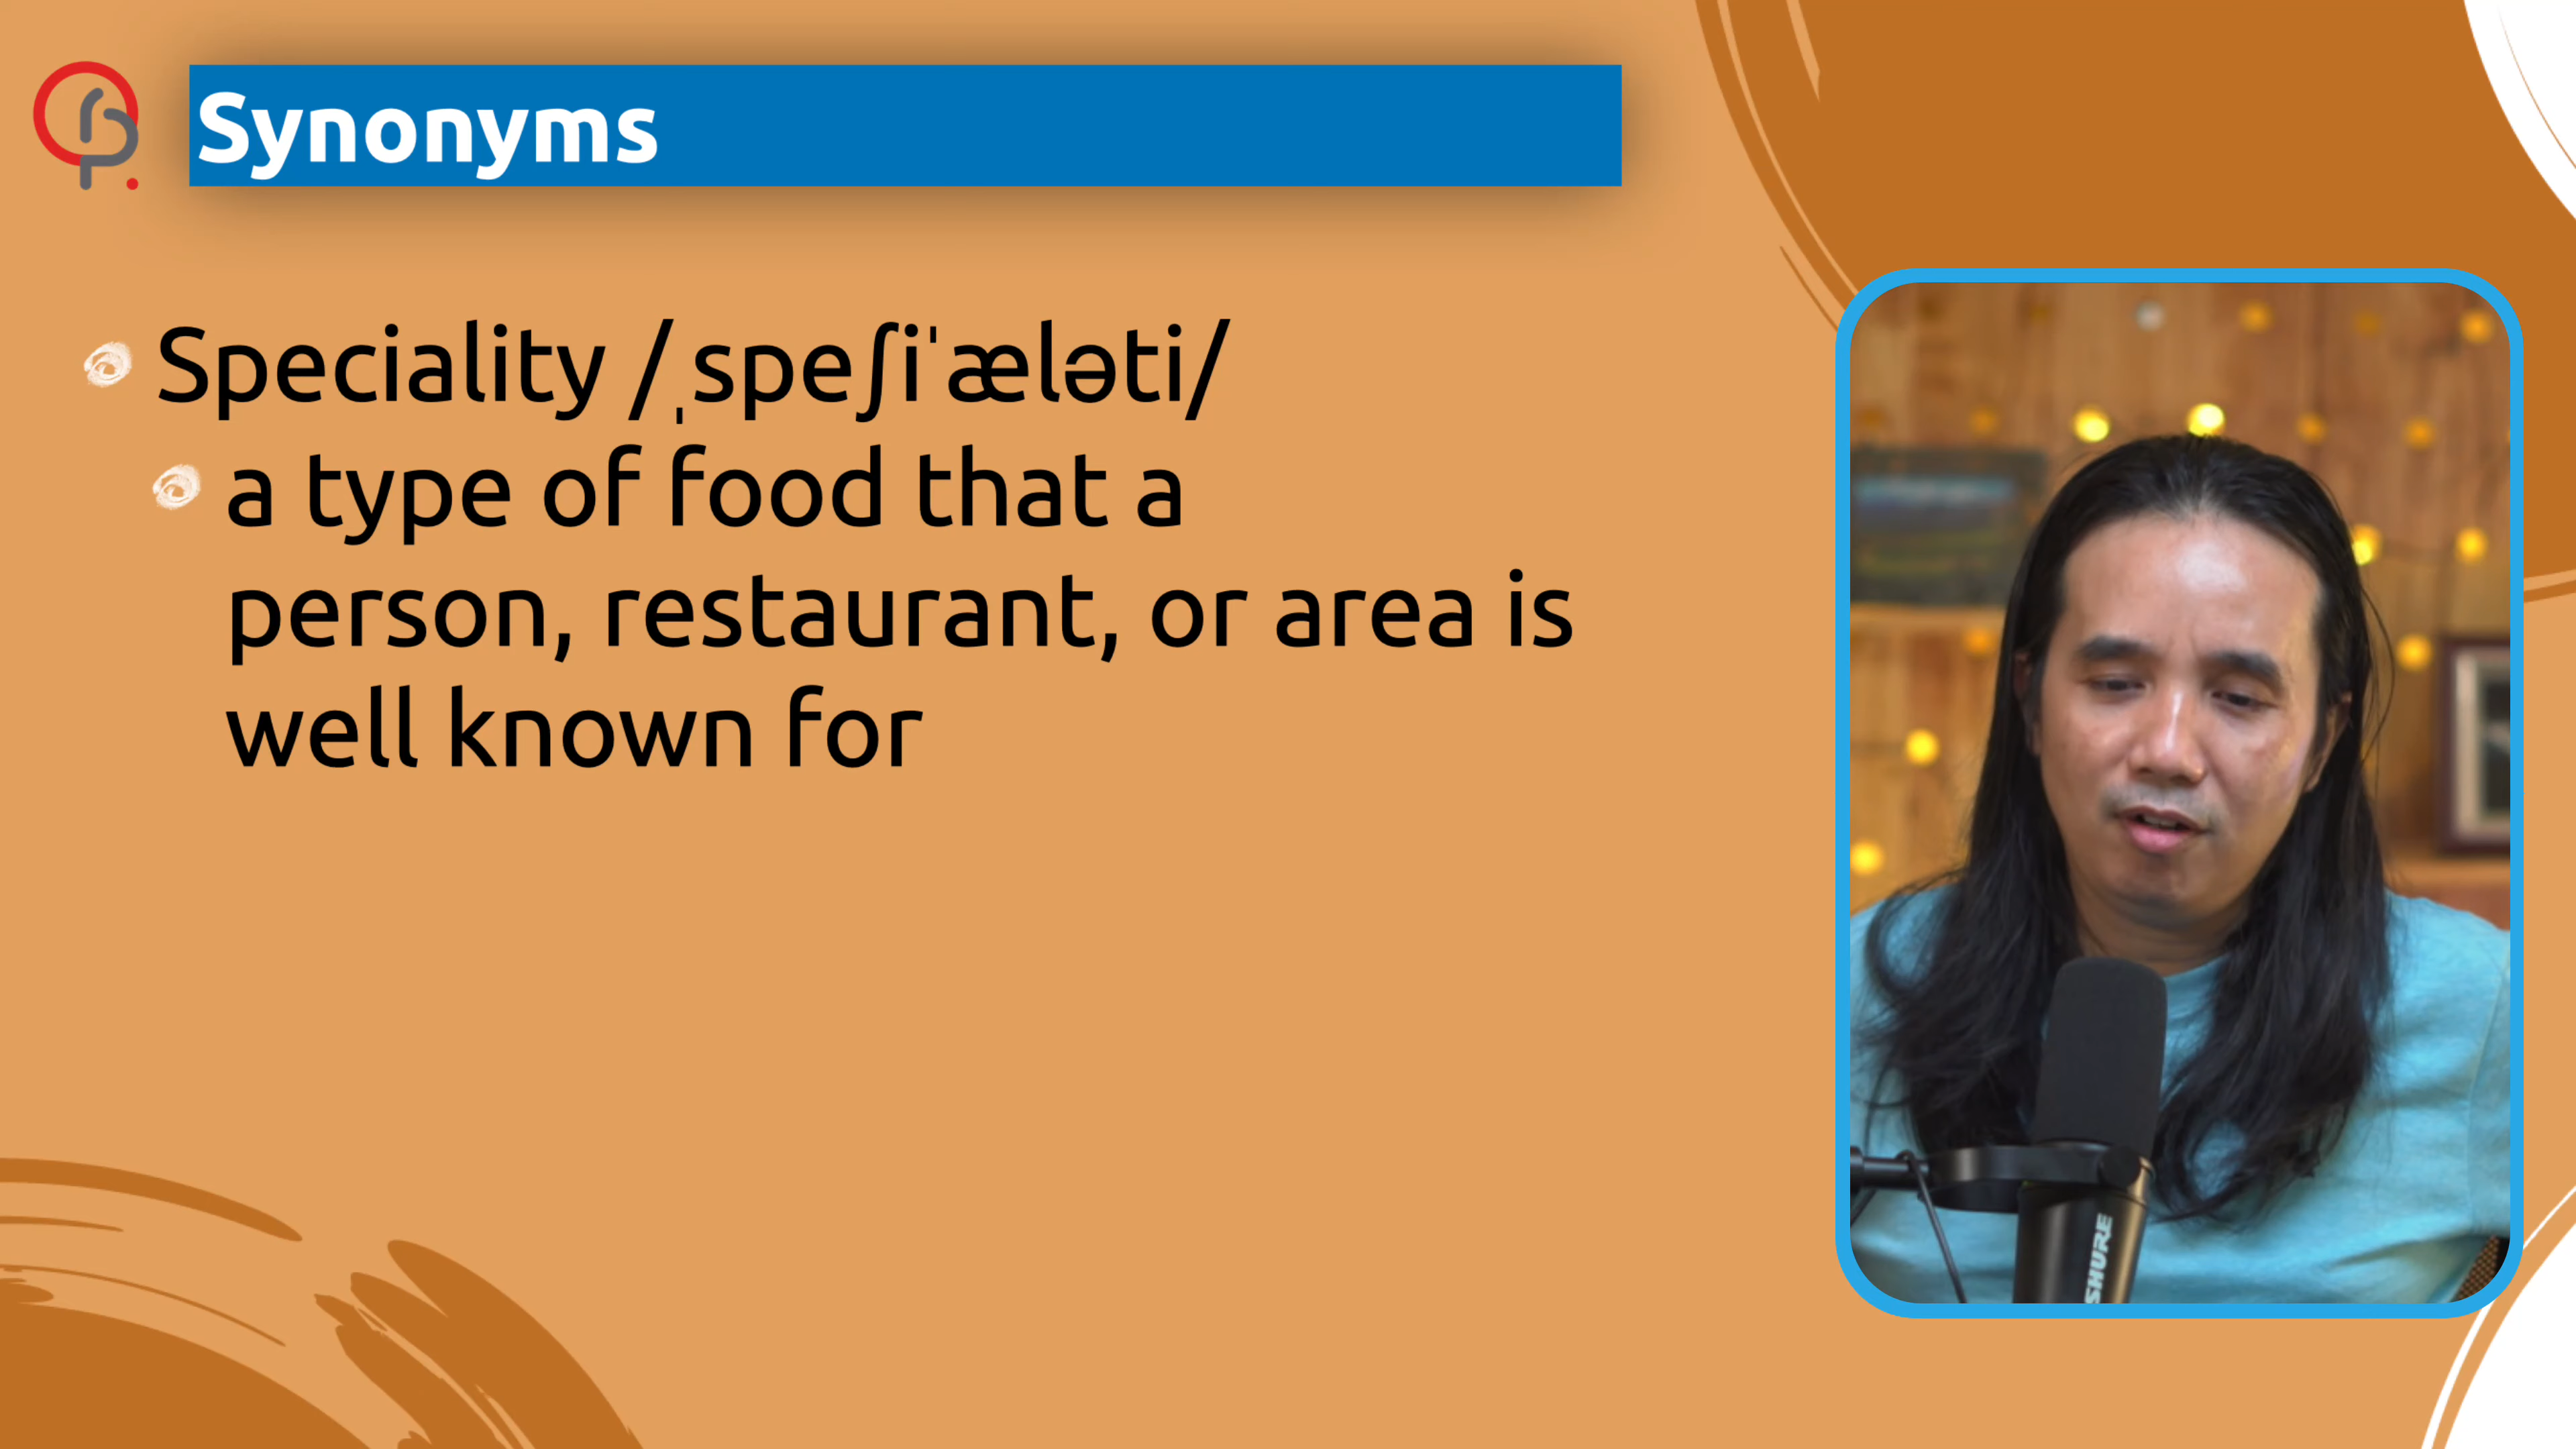 Synonyms
Speciality /ˌspeʃiˈæləti/
a type of food that a
person, restaurant, or area is
well known for
SHURE